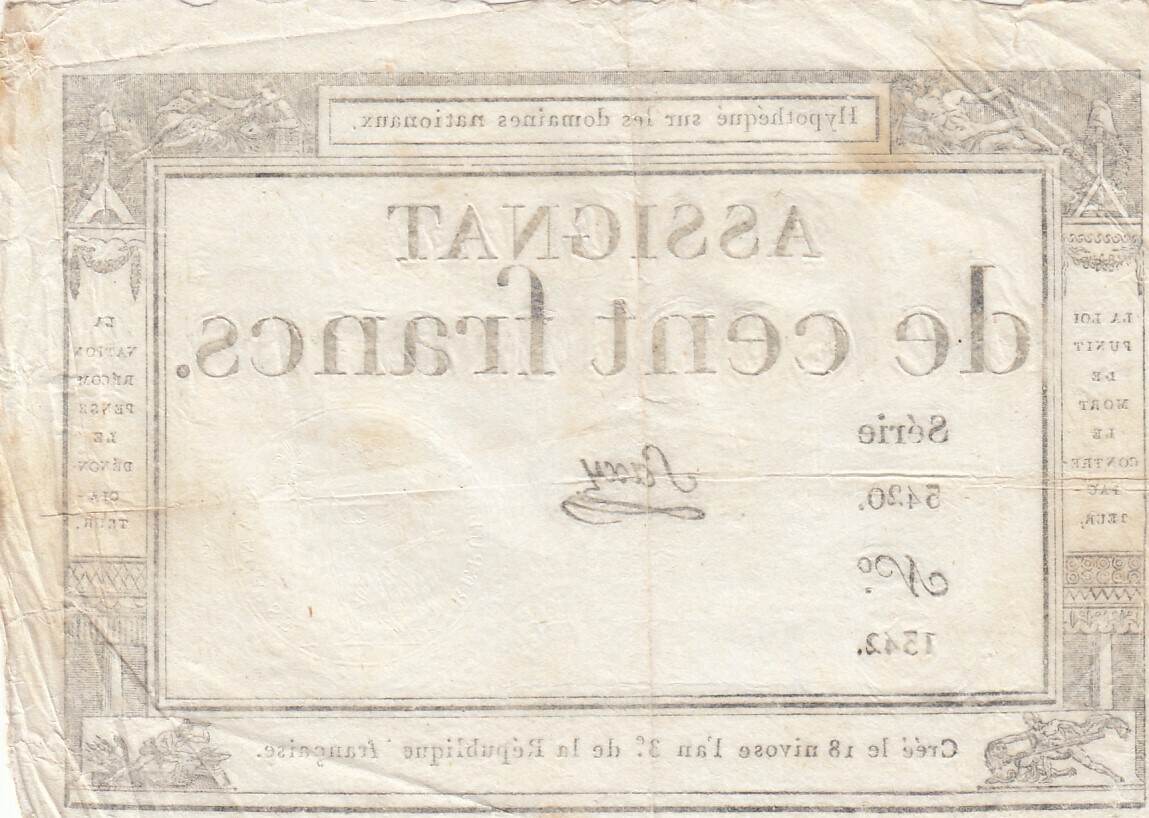 Hypothéqué sur les domaines nationaux.
ASSIGNAT
de cent francs.
Série
5420.
Nº.
1342.
LA LOI
PUNIT
DE
MORT
LE
CONTRE-
FAC-
TEUR.
LA
NATION
RÉCOM
PENSE
LE
DÉNON-
CIA-
TEUR.
Créé le 18 nivose l'an 3e. de la République française.